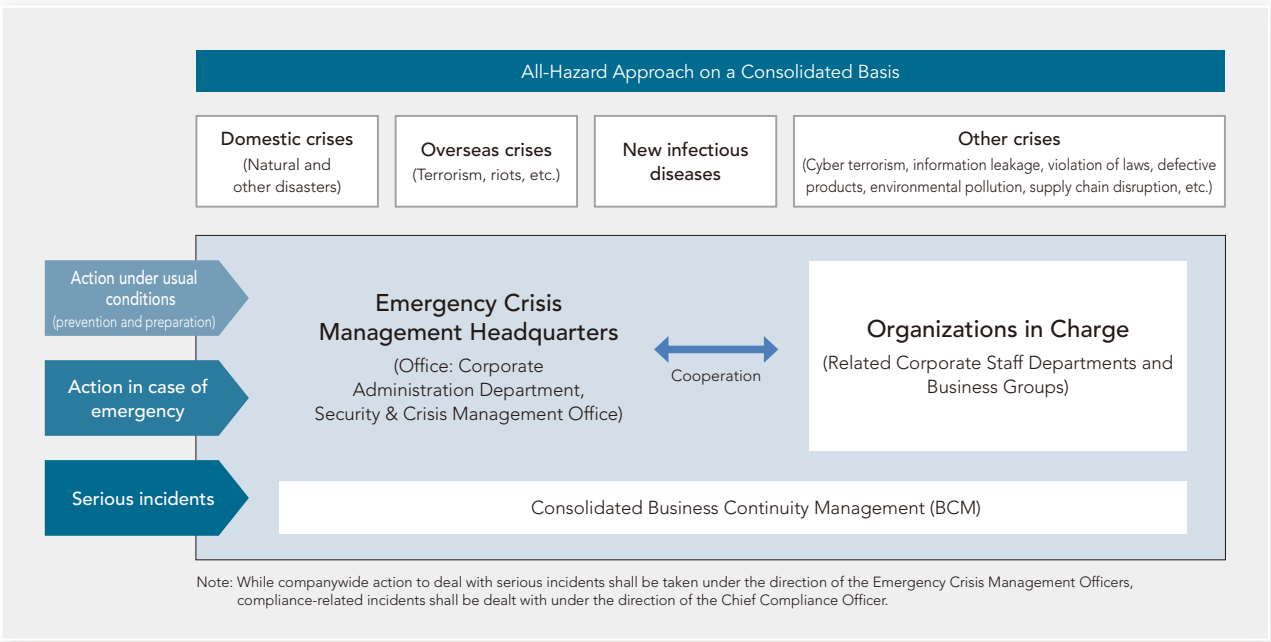 All-Hazard Approach on a Consolidated Basis
Domestic crises
(Natural and
other disasters)
Overseas crises
(Terrorism, riots, etc.)
New infectious
diseases
Other crises
(Cyber terrorism, information leakage, violation of laws, defective
products, environmental pollution, supply chain disruption, etc.)
Action under usual
conditions
(prevention and preparation)
Action in case of
emergency
Serious incidents
Emergency Crisis
Management Headquarters
(Office: Corporate
Administration Department,
Security & Crisis Management Office)
Cooperation
Organizations in Charge
(Related Corporate Staff Departments and
Business Groups)
Consolidated Business Continuity Management (BCM)
Note: While companywide action to deal with serious incidents shall be taken under the direction of the Emergency Crisis Management Officers,
compliance-related incidents shall be dealt with under the direction of the Chief Compliance Officer.